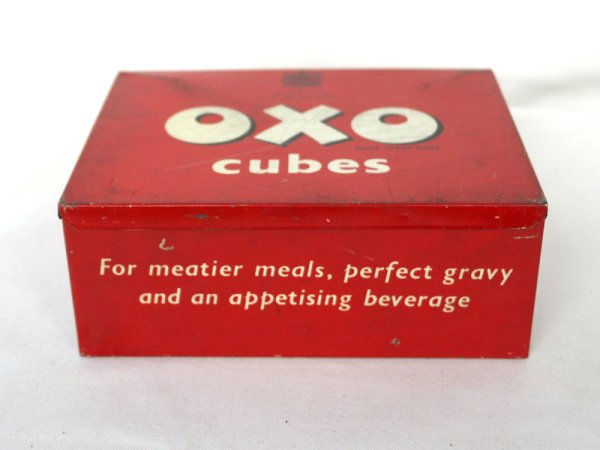 OXO
cubes
For meatier meals, perfect gravy
and an appetising beverage